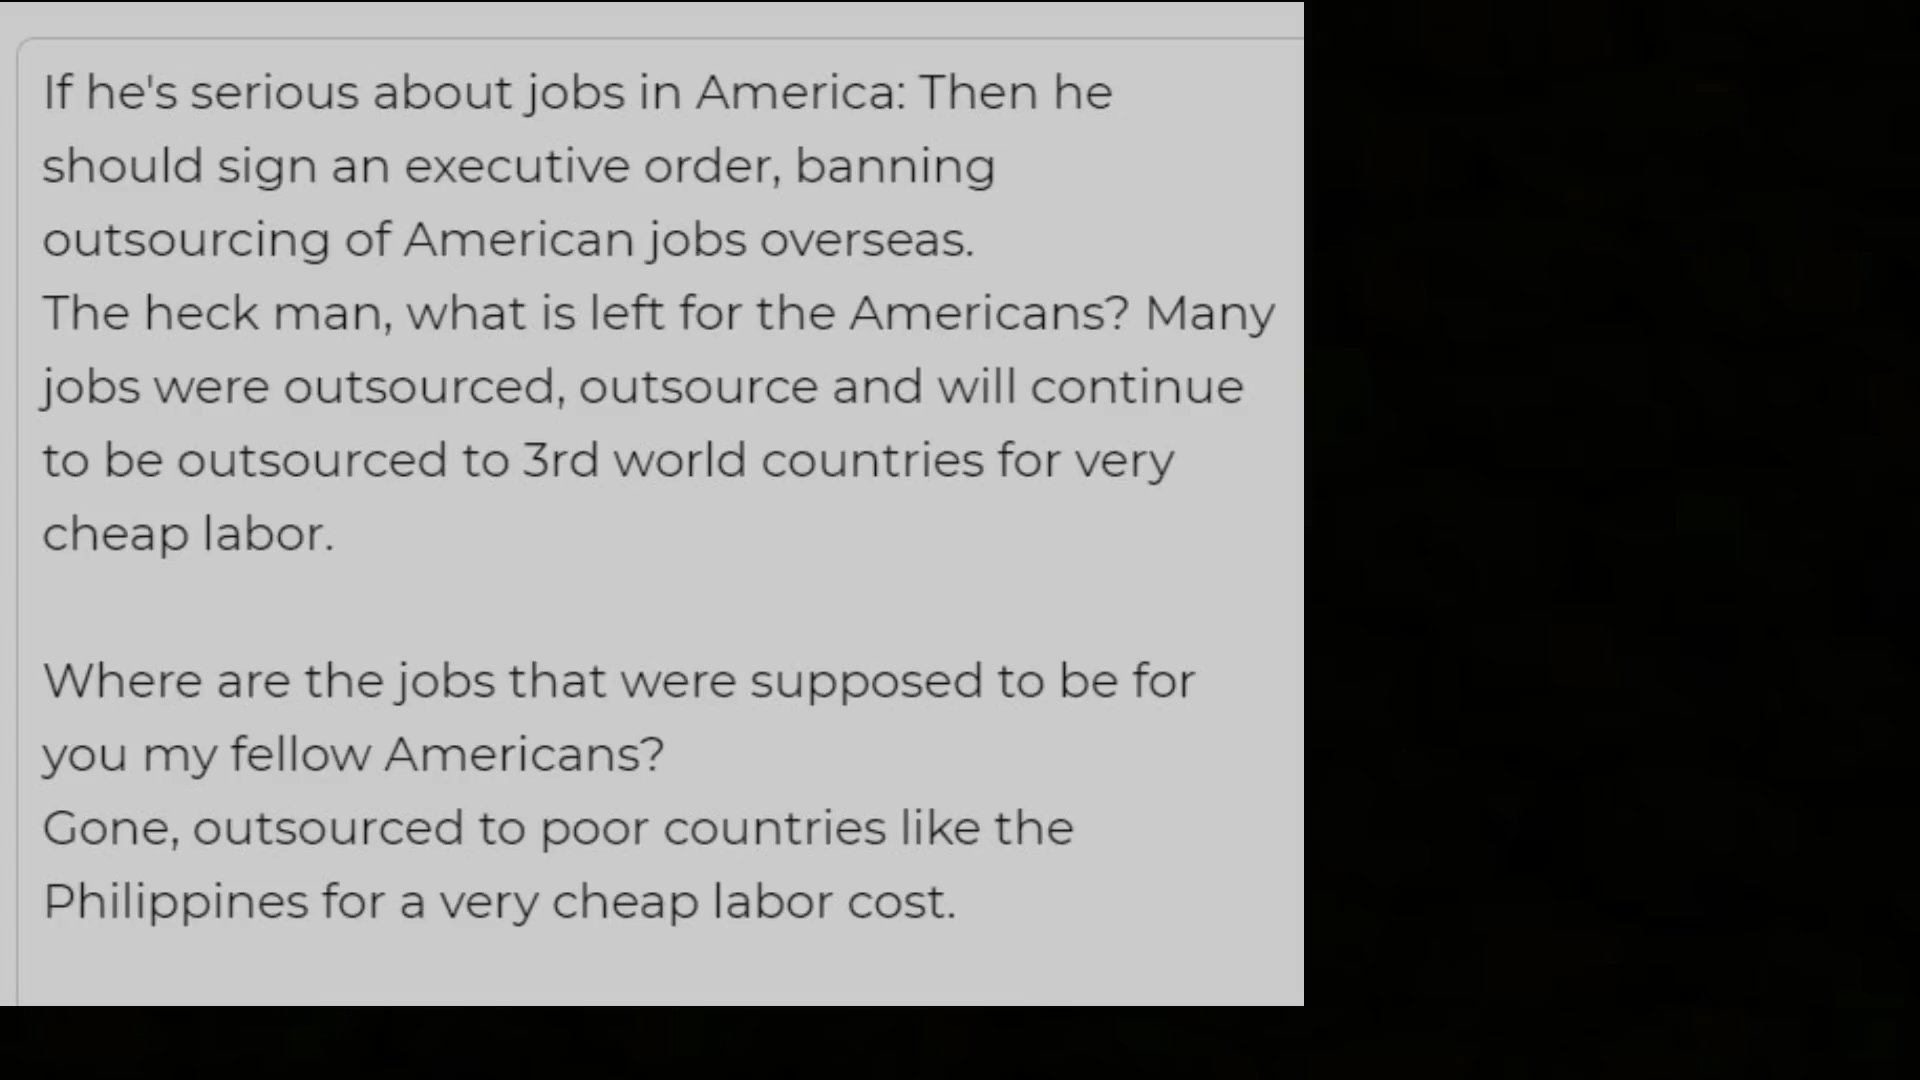 If he's serious about jobs in America: Then he
should sign an executive order, banning
outsourcing of American jobs overseas.
The heck man, what is left for the Americans? Many
jobs were outsourced, outsource and will continue
to be outsourced to 3rd world countries for very
cheap labor.
Where are the jobs that were supposed to be for
you my fellow Americans?
Gone, outsourced to poor countries like the
Philippines for a very cheap labor cost.